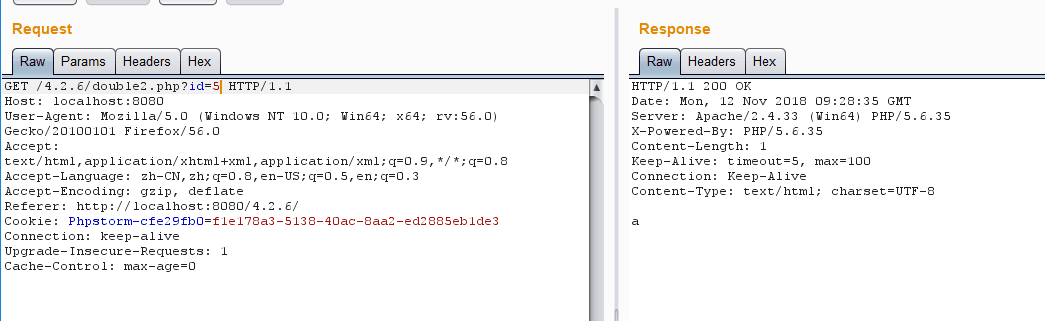 Request
Raw Params Headers Hex
GET /4.2.6/double2.php?id=5 HTTP/1.1
Host: localhost:8080
User-Agent: Mozilla/5.0 (Windows NT 10.0; Win64; x64; rv:56.0)
Gecko/20100101 Firefox/56.0
Accept:
text/html,application/xhtml+xml,application/xml;q=0.9,*/*;q=0.8
Accept-Language: zh-CN,zh;q=0.8,en-US;q=0.5,en;q=0.3
Accept-Encoding: gzip, deflate
Referer: http://localhost:8080/4.2.6/
Cookie: Phpstorm-cfe29fb0=f1e178a3-5138-40ac-8aa2-ed2885eb1de3
Connection: keep-alive
Upgrade-Insecure-Requests: 1
Cache-Control: max-age=0
Response
Raw Headers Hex
HTTP/1.1 200 OK
Date: Mon, 12 Nov 2018 09:28:35 GMT
Server: Apache/2.4.33 (Win64) PHP/5.6.35
X-Powered-By: PHP/5.6.35
Content-Length: 1
Keep-Alive: timeout=5, max=100
Connection: Keep-Alive
Content-Type: text/html; charset=UTF-8
a